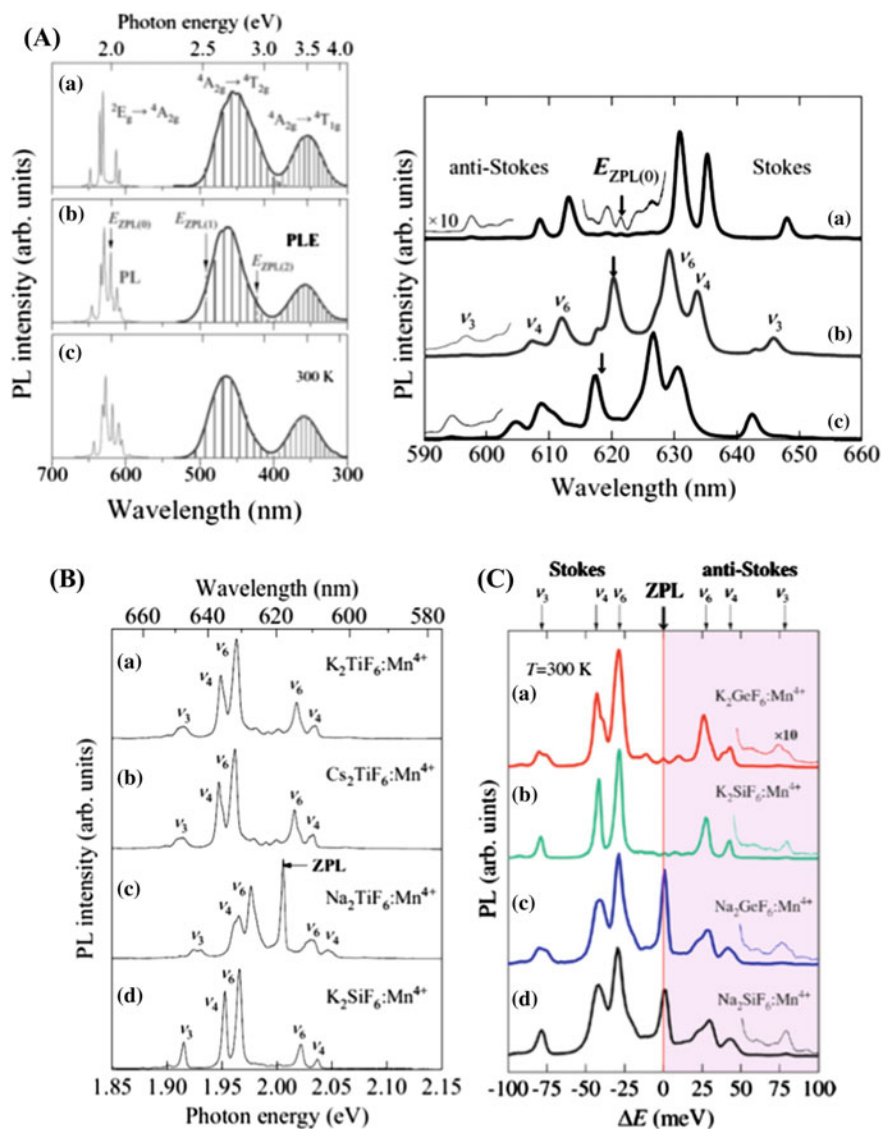 (A)
Photon energy (eV)
2.0 2.5 3.0 3.5 4.0
(a)
⁴A₂g→⁴T₂g
²Eg→⁴A₂g
⁴A₂g→⁴T₁g
(b)
E_ZPL(0)
E_ZPL(1)
PLE
E_ZPL(2)
PL
(c)
300 K
PL intensity (arb. units)
700 600 500 400 300
Wavelength (nm)
anti-Stokes
E_ZPL(0)
Stokes
×10
(a)
ν₆
ν₄
ν₃
ν₄
ν₆
ν₃
(b)
(c)
PL intensity (arb. units)
590 600 610 620 630 640 650 660
Wavelength (nm)
(B)
Wavelength (nm)
660 640 620 600 580
(a)
ν₆
ν₄
ν₃
ν₆
ν₄
K₂TiF₆:Mn⁴⁺
(b)
ν₆
ν₄
ν₃
ν₆
ν₄
Cs₂TiF₆:Mn⁴⁺
(c)
ZPL
ν₆
ν₄
ν₃
ν₆
ν₄
Na₂TiF₆:Mn⁴⁺
(d)
ν₆
ν₄
ν₃
ν₆
ν₄
K₂SiF₆:Mn⁴⁺
PL intensity (arb. units)
1.85 1.90 1.95 2.00 2.05 2.10 2.15
Photon energy (eV)
(C)
Stokes ZPL anti-Stokes
ν₃ ν₄ ν₆ ν₆ ν₄ ν₃
T=300 K
(a)
K₂GeF₆:Mn⁴⁺
×10
(b)
K₂SiF₆:Mn⁴⁺
(c)
Na₂GeF₆:Mn⁴⁺
(d)
Na₂SiF₆:Mn⁴⁺
PL (arb. uints)
-100 -75 -50 -25 0 25 50 75 100
ΔE (meV)